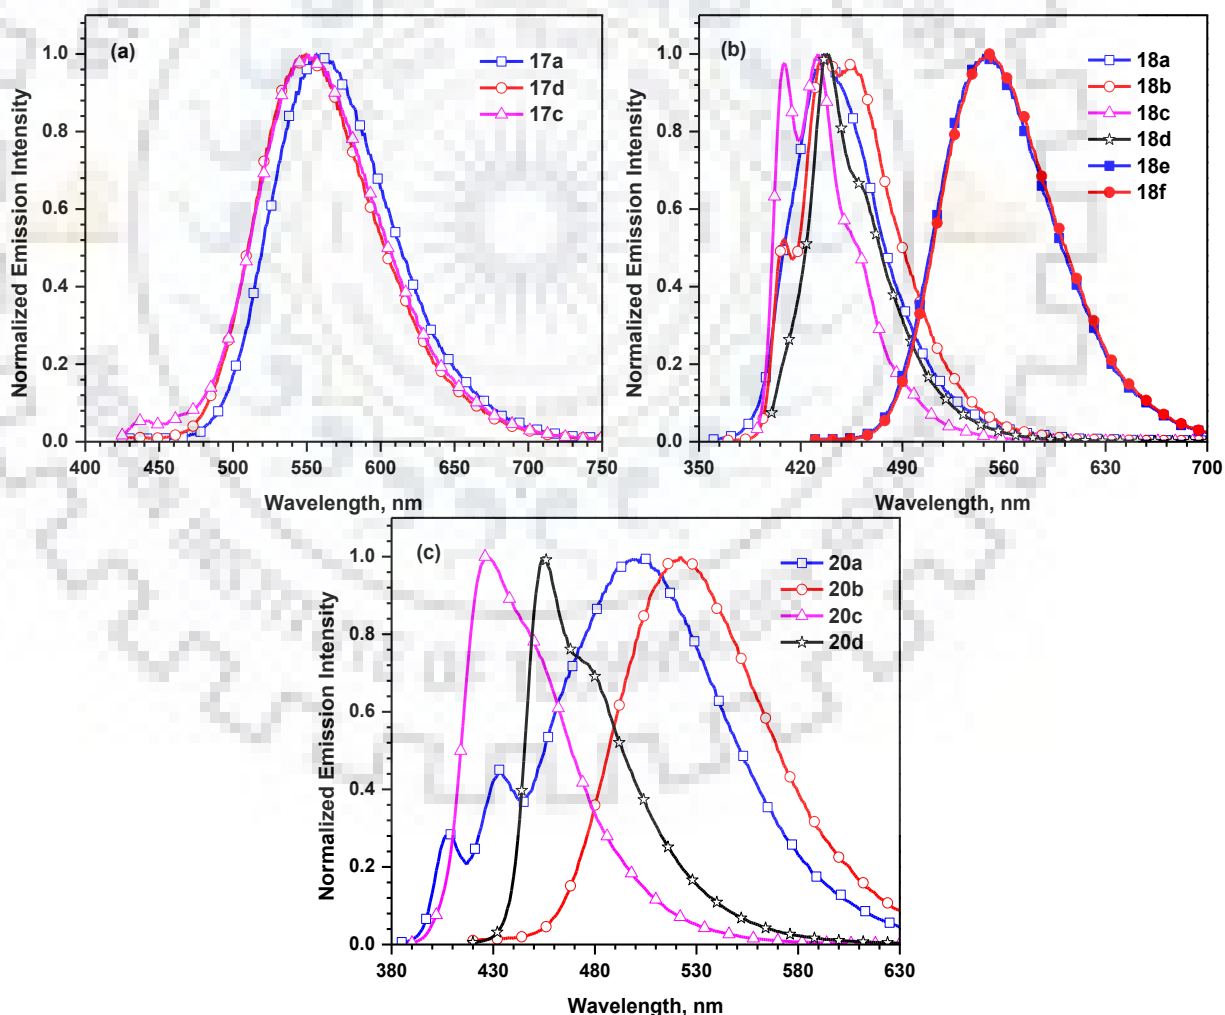 (a)
17a
17d
17c
Normalized Emission Intensity
1.0
0.8
0.6
0.4
0.2
0.0
400 450 500 550 600 650 700 750
Wavelength, nm
(b)
18a
18b
18c
18d
18e
18f
Normalized Emission Intensity
1.0
0.8
0.6
0.4
0.2
0.0
350 420 490 560 630 700
Wavelength, nm
(c)
20a
20b
20c
20d
Normalized Emission Intensity
1.0
0.8
0.6
0.4
0.2
0.0
380 430 480 530 580 630
Wavelength, nm